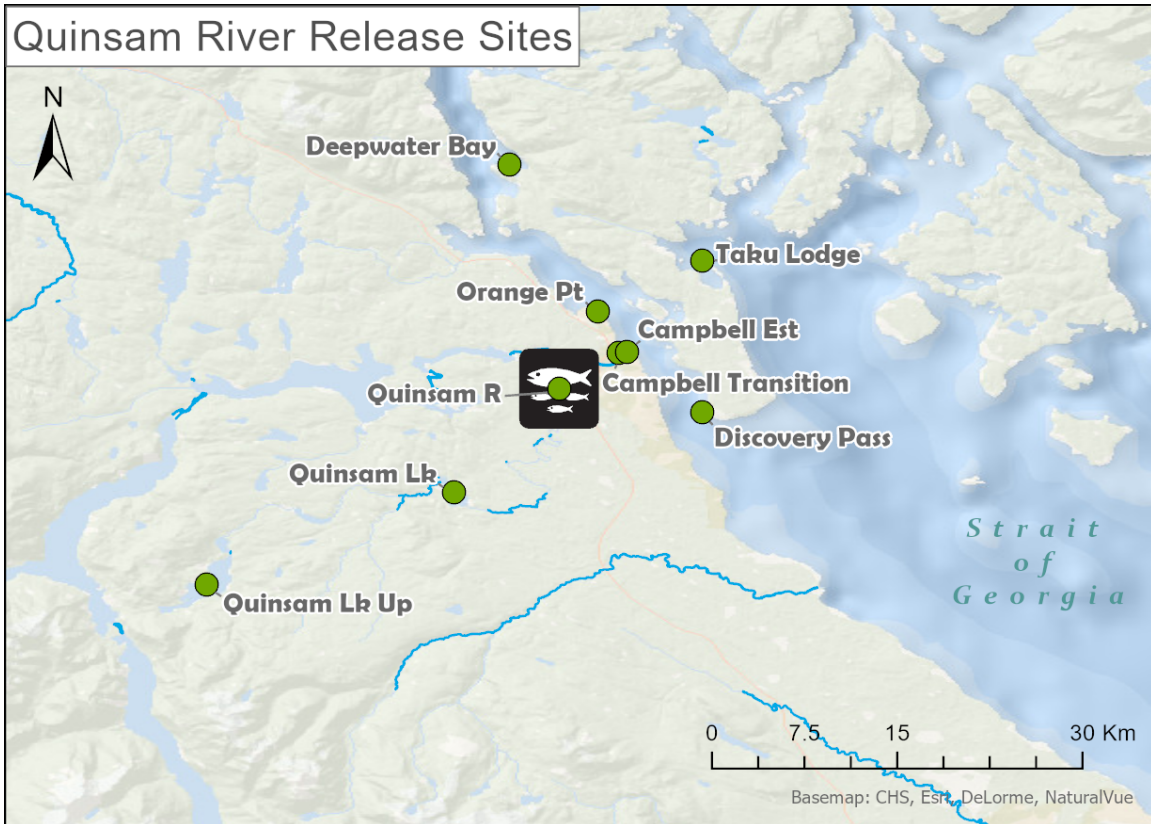 Quinsam River Release Sites
N
Deepwater Bay
Taku Lodge
Orange Pt
Campbell Est
Campbell Transition
Quinsam R
Discovery Pass
Quinsam Lk
Strait
of
Georgia
Quinsam Lk Up
0 7.5 15 30 Km
Basemap: CHS, Esri, DeLorme, NaturalVue